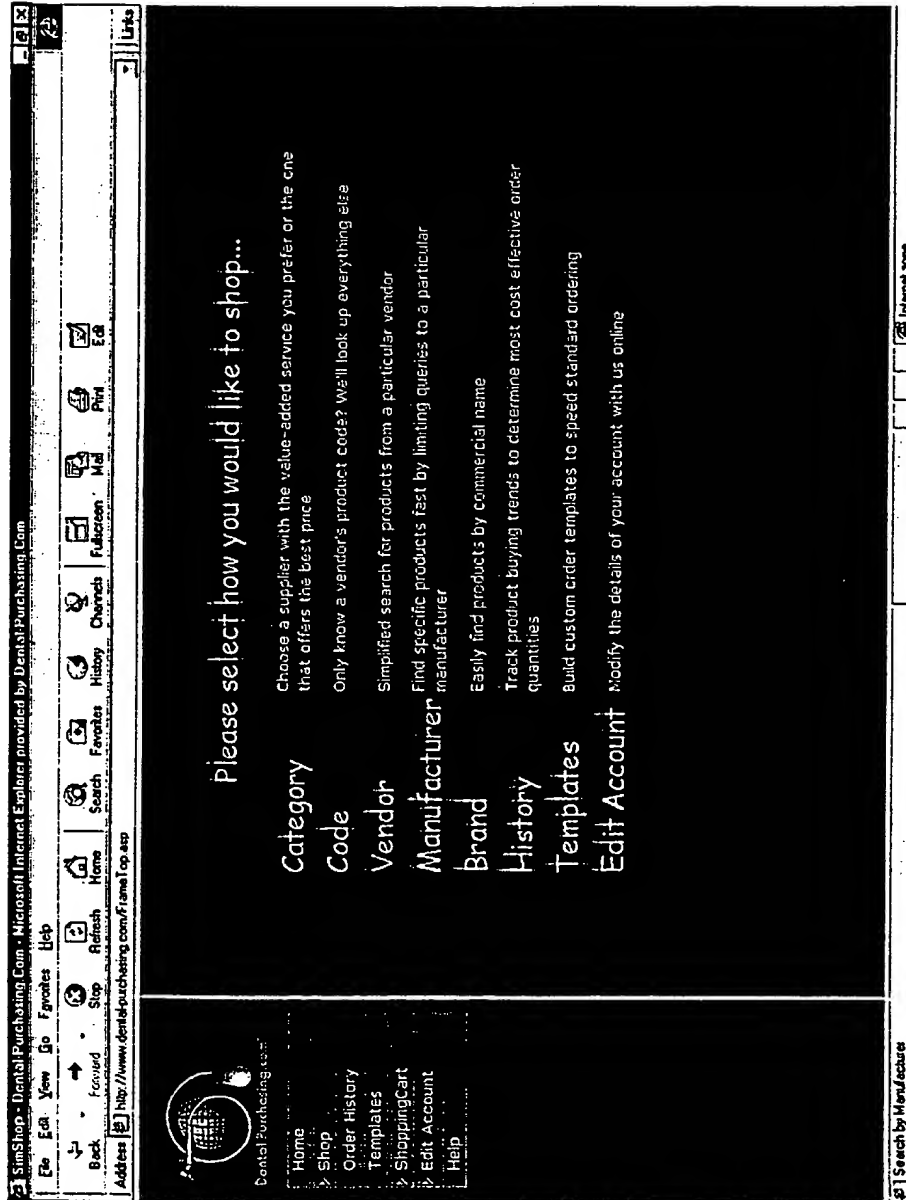 SimShop - Dental-Purchasing.Com - Microsoft Internet Explorer provided by Dental-Purchasing.Com
File Edit View Go Favorites Help
Back Forward Stop Refresh Home Search Favorites History Channels Fullscreen Mail Print Edit
Address http://www.dental-purchasing.com/FrameTop.asp Links
Dental Purchasing.com
Home
Shop
Order History
Templates
ShoppingCart
Edit Account
Help
Please select how you would like to shop...
Category Choose a supplier with the value-added service you prefer or the one
that offers the best price
Code Only know a vendor's product code? We'll look up everything else
Vendor Simplified search for products from a particular vendor
Manufacturer Find specific products fast by limiting queries to a particular
manufacturer
Brand Easily find products by commercial name
History Track product buying trends to determine most cost effective order
quantities
Templates Build custom order templates to speed standard ordering
Edit Account Modify the details of your account with us online
Search by Manufacturer Internet zone